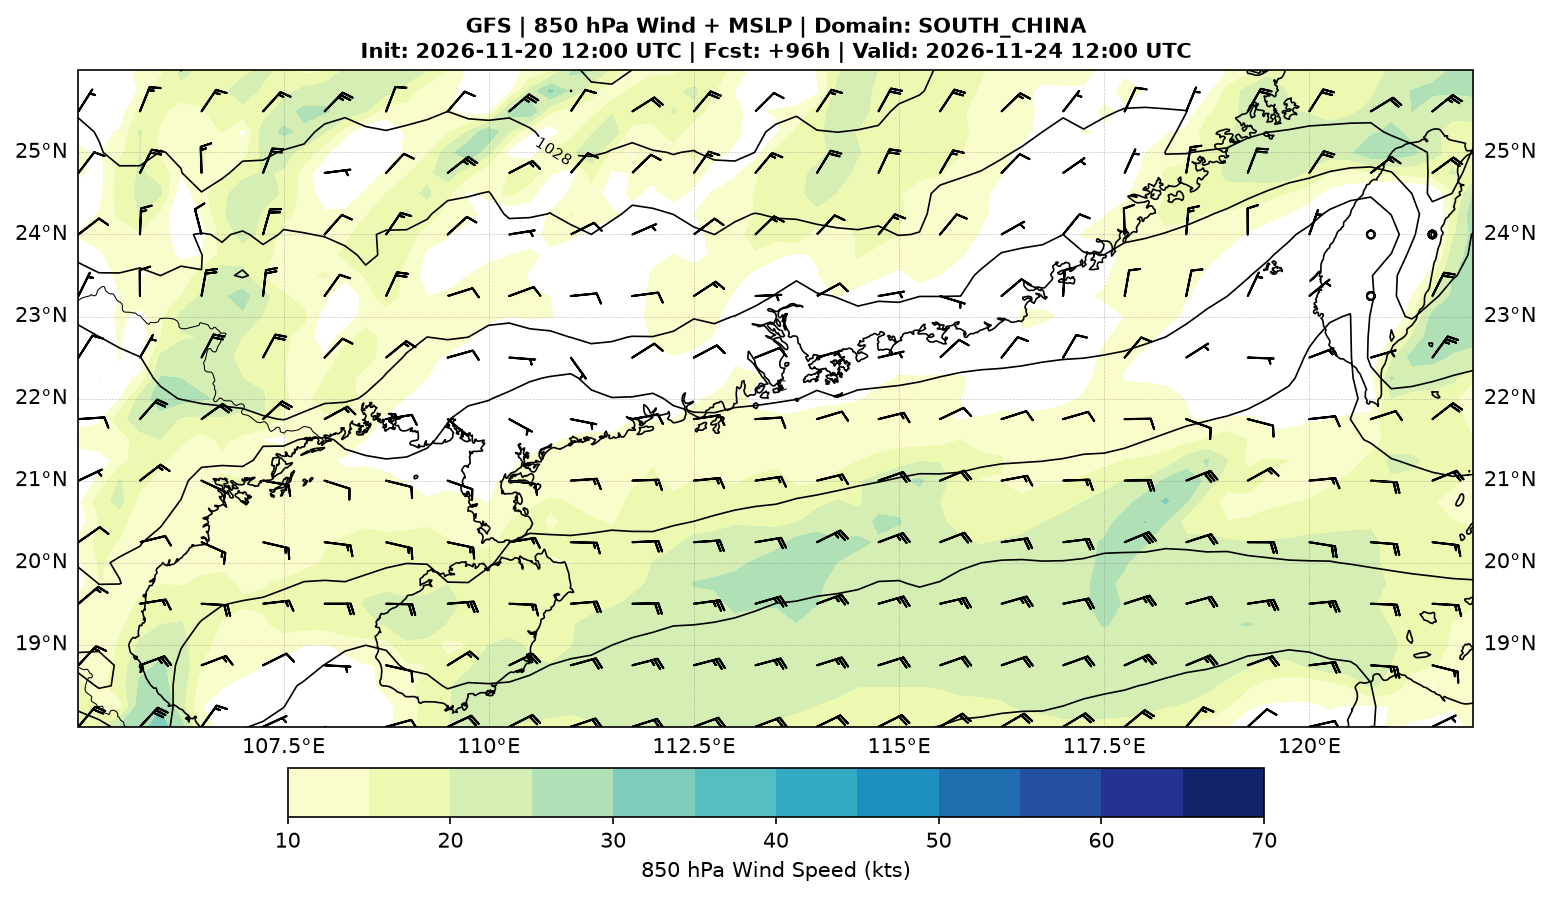 GFS | 850 hPa Wind + MSLP | Domain: SOUTH_CHINA
Init: 2026-11-20 12:00 UTC | Fcst: +96h | Valid: 2026-11-24 12:00 UTC
1028
25°N 25°N
24°N 24°N
23°N 23°N
22°N 22°N
21°N 21°N
20°N 20°N
19°N 19°N
107.5°E 110°E 112.5°E 115°E 117.5°E 120°E
10 20 30 40 50 60 70
850 hPa Wind Speed (kts)